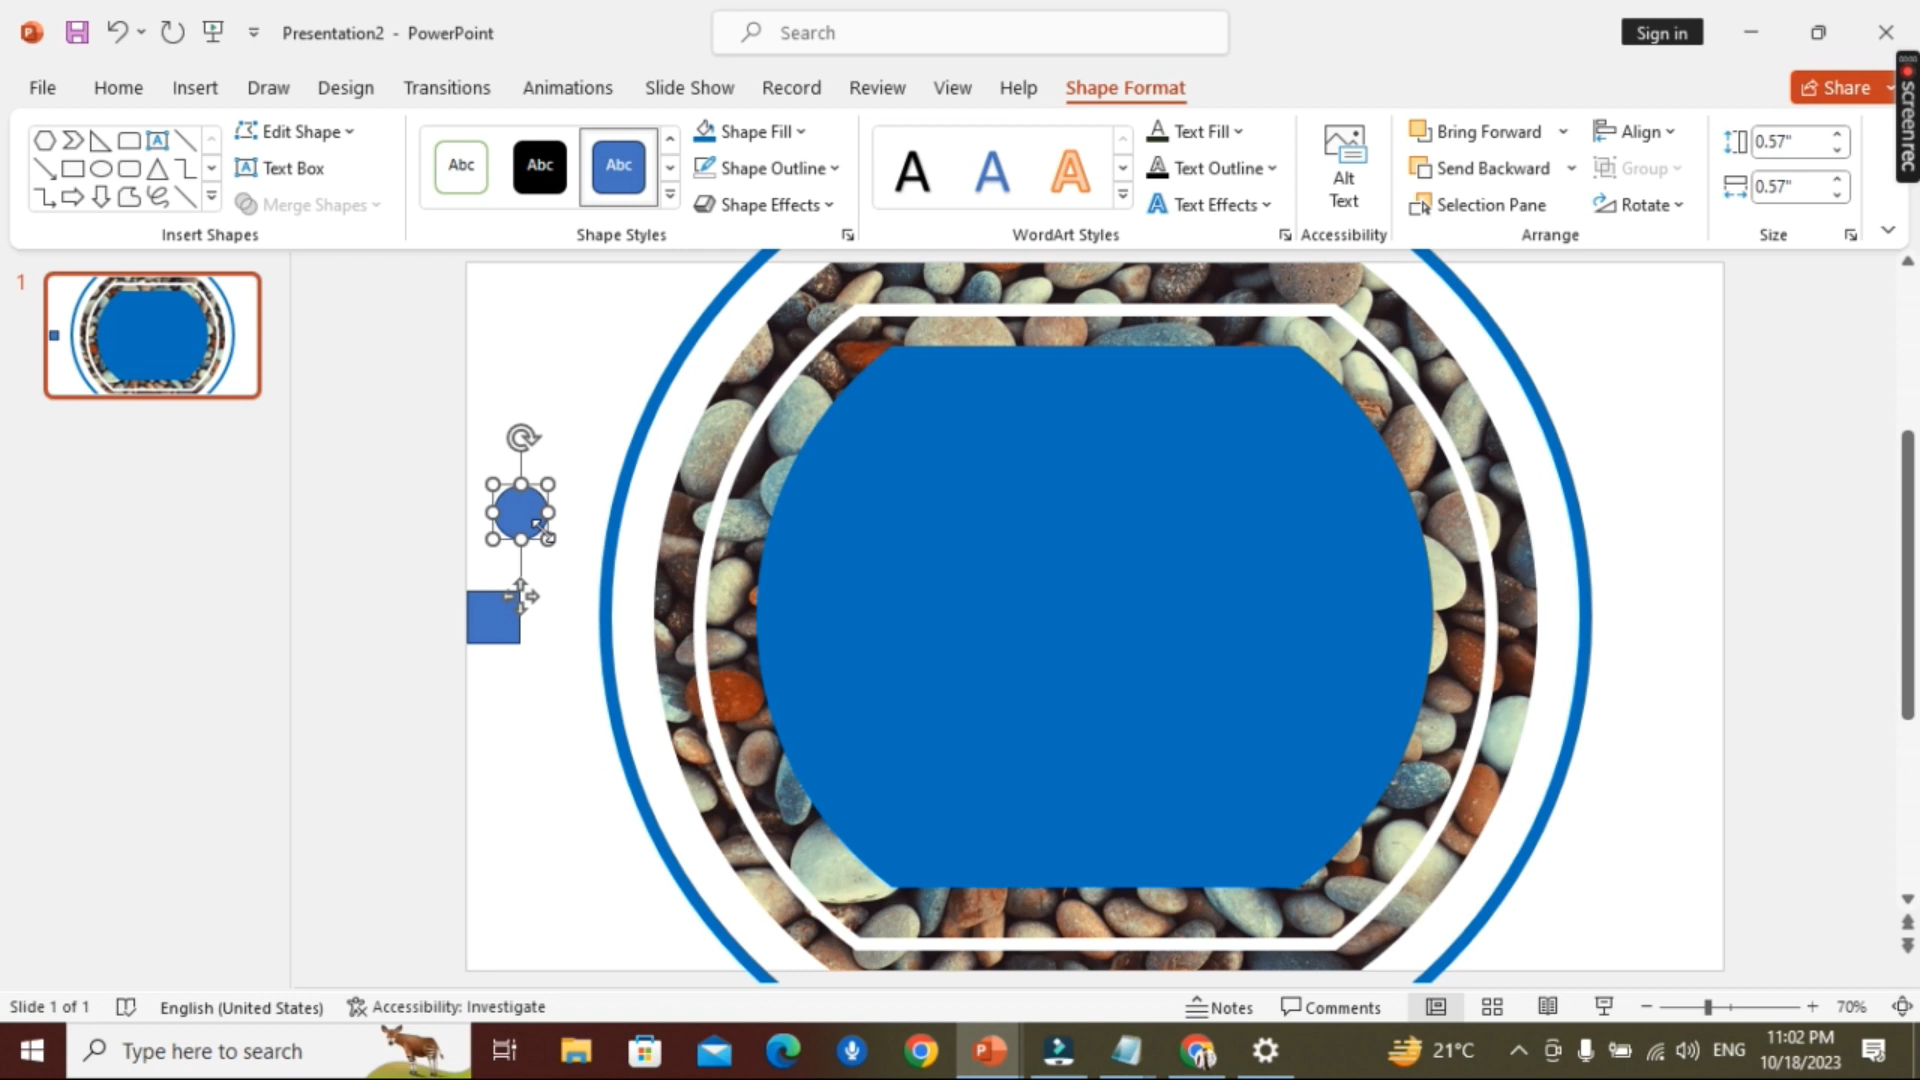 Presentation2 - PowerPoint
Search
Sign in
File Home Insert Draw Design Transitions Animations Slide Show Record Review View Help Shape Format
Share
screenrec
Edit Shape
Text Box
Merge Shapes
Insert Shapes
Abc Abc Abc
Shape Fill
Shape Outline
Shape Effects
Shape Styles
A A A
Text Fill
Text Outline
Text Effects
WordArt Styles
Alt
Text
Accessibility
Bring Forward
Send Backward
Selection Pane
Align
Group
Rotate
Arrange
0.57"
0.57"
Size
1
Slide 1 of 1 English (United States) Accessibility: Investigate Notes Comments 70%
Type here to search
21°C
ENG
11:02 PM
10/18/2023